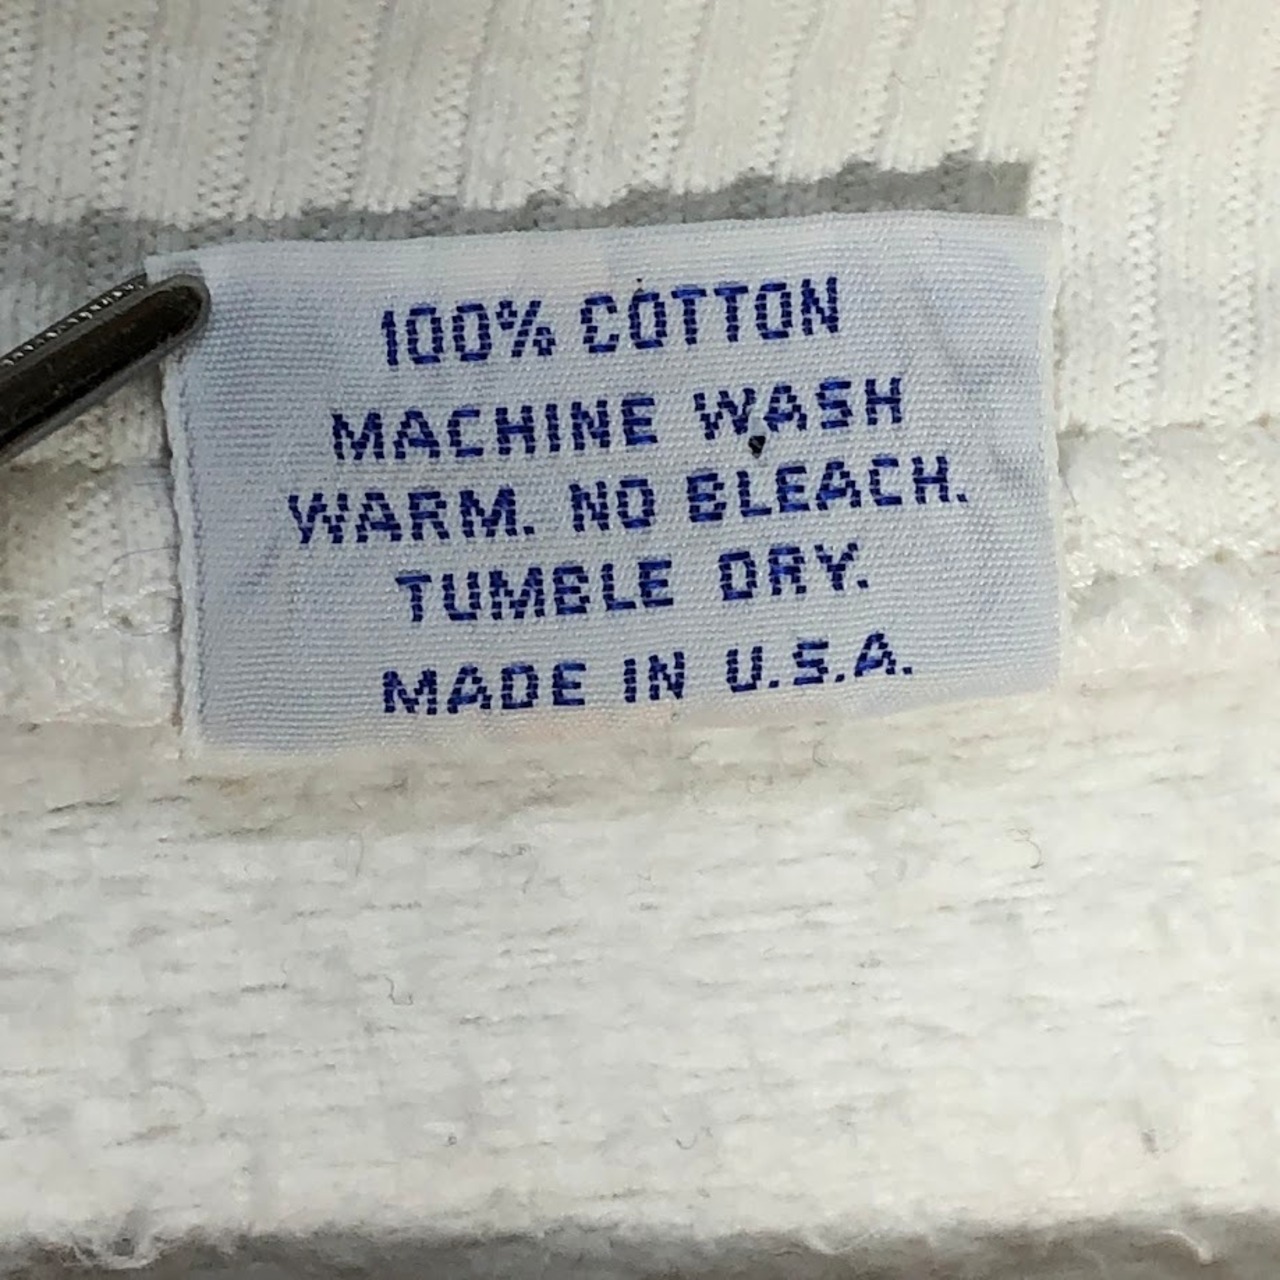 100% COTTON
MACHINE WASH
WARM. NO BLEACH.
TUMBLE DRY.
MADE IN U.S.A.